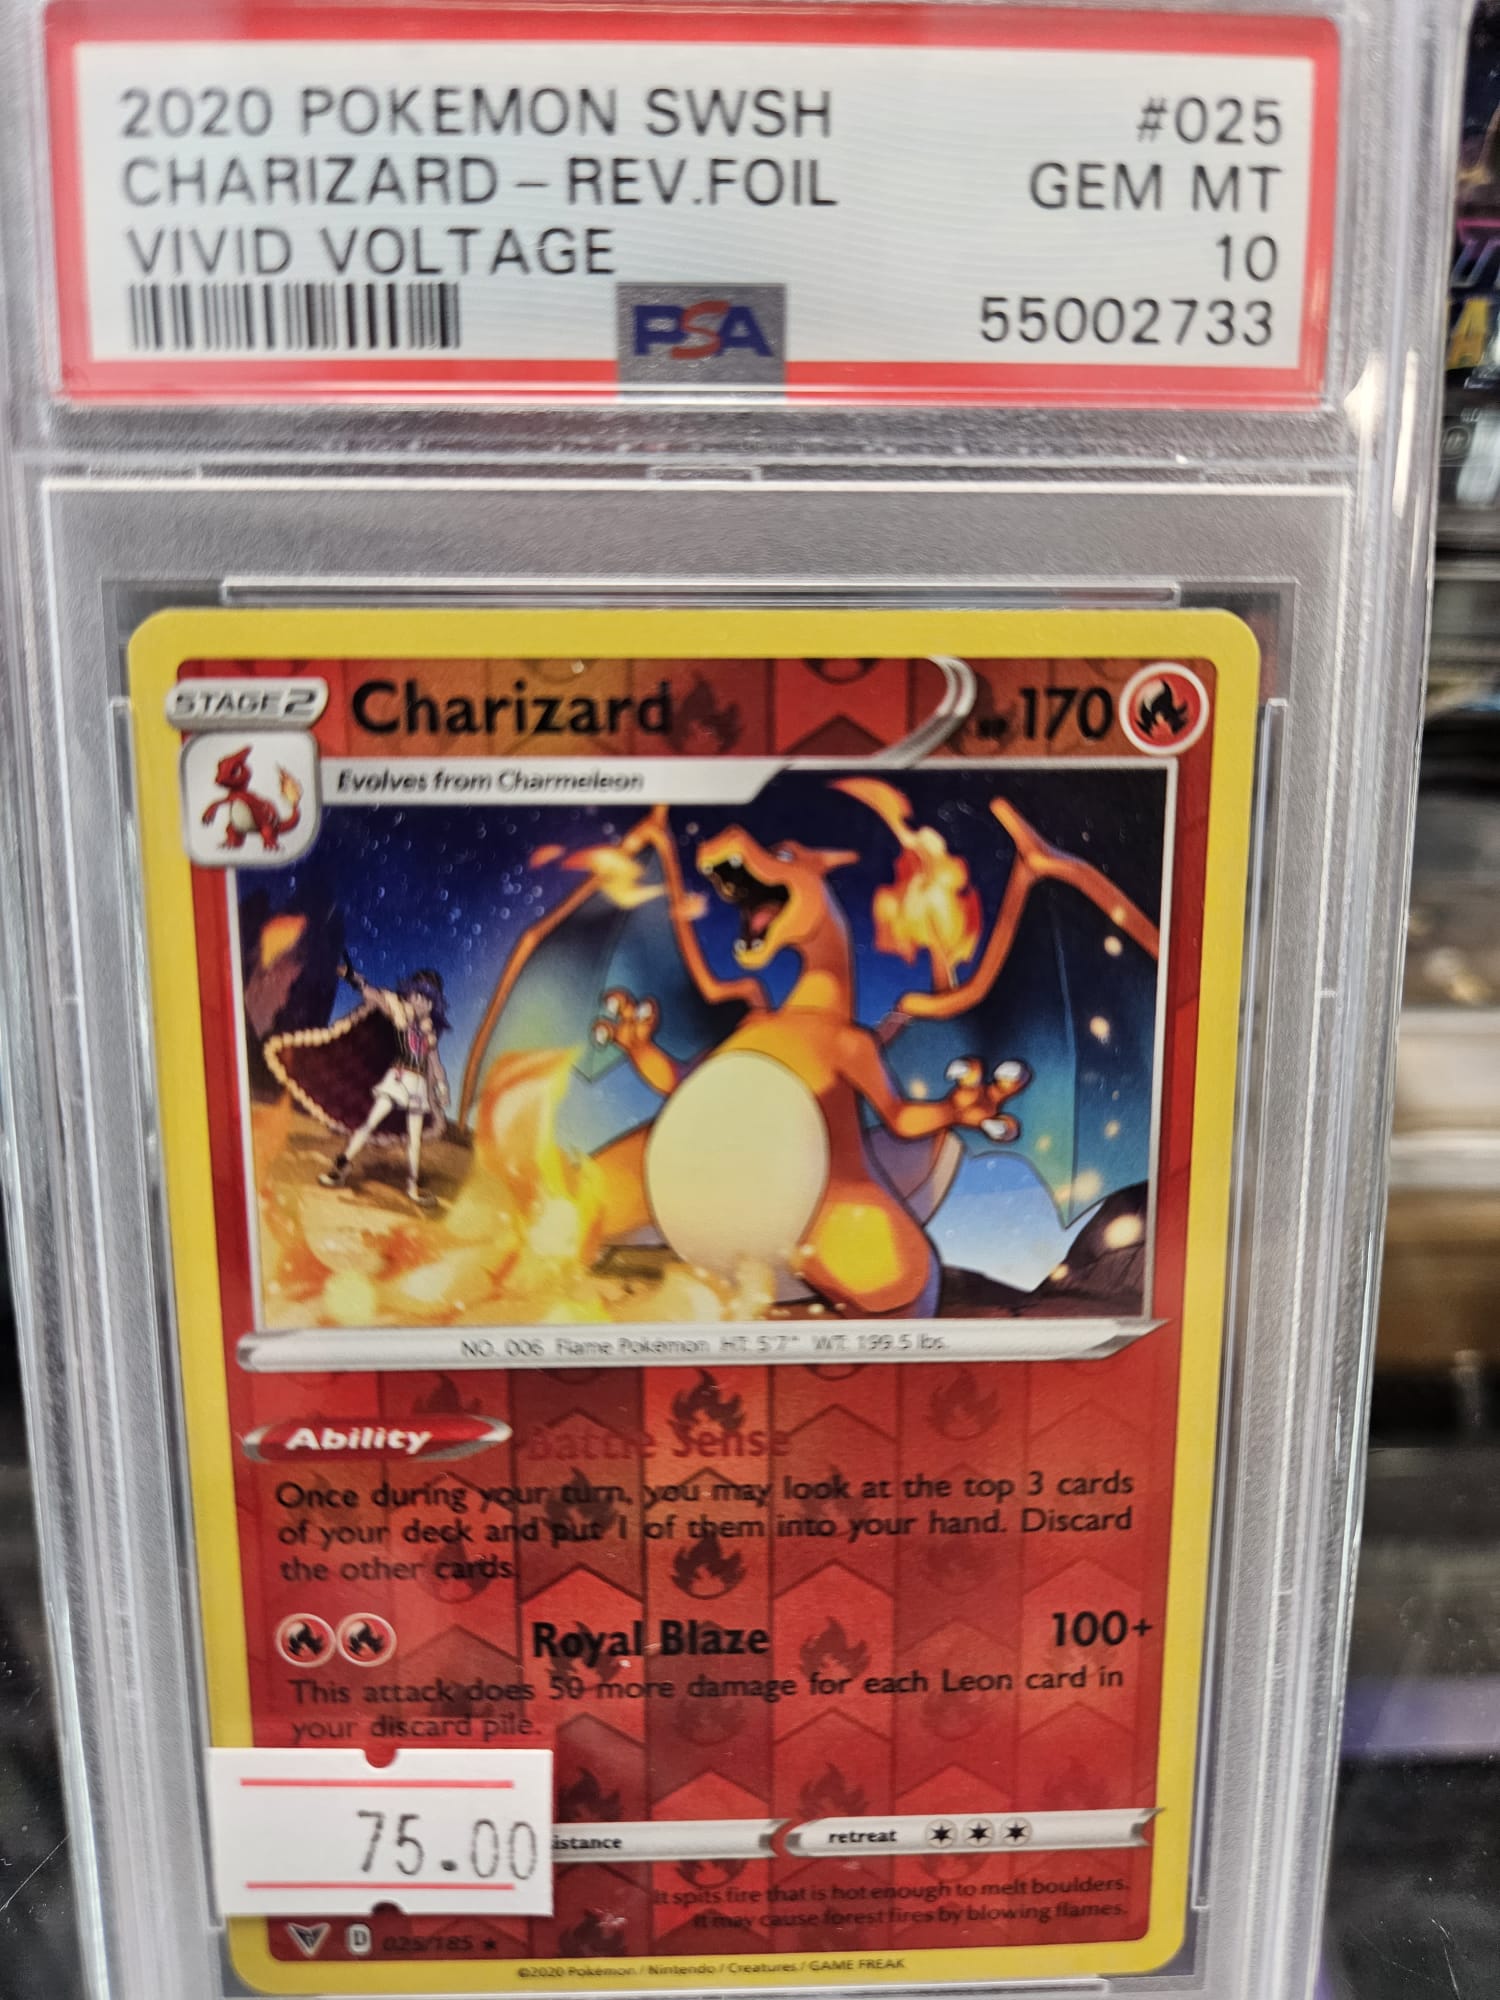 2020 POKEMON SWSH #025
CHARIZARD - REV.FOIL GEM MT
VIVID VOLTAGE 10
PSA 55002733
STAGE 2 Charizard HP 170
Evolves from Charmeleon
NO. 006 Flame Pokémon HT: 5'7" WT: 199.5 lbs.
Ability Battle Sense
Once during your turn, you may look at the top 3 cards
of your deck and put 1 of them into your hand. Discard
the other cards.
Royal Blaze 100+
This attack does 50 more damage for each Leon card in
your discard pile.
75.00
istance retreat
It spits fire that is hot enough to melt boulders.
It may cause forest fires by blowing flames.
D 025/185 ★
©2020 Pokémon / Nintendo / Creatures / GAME FREAK